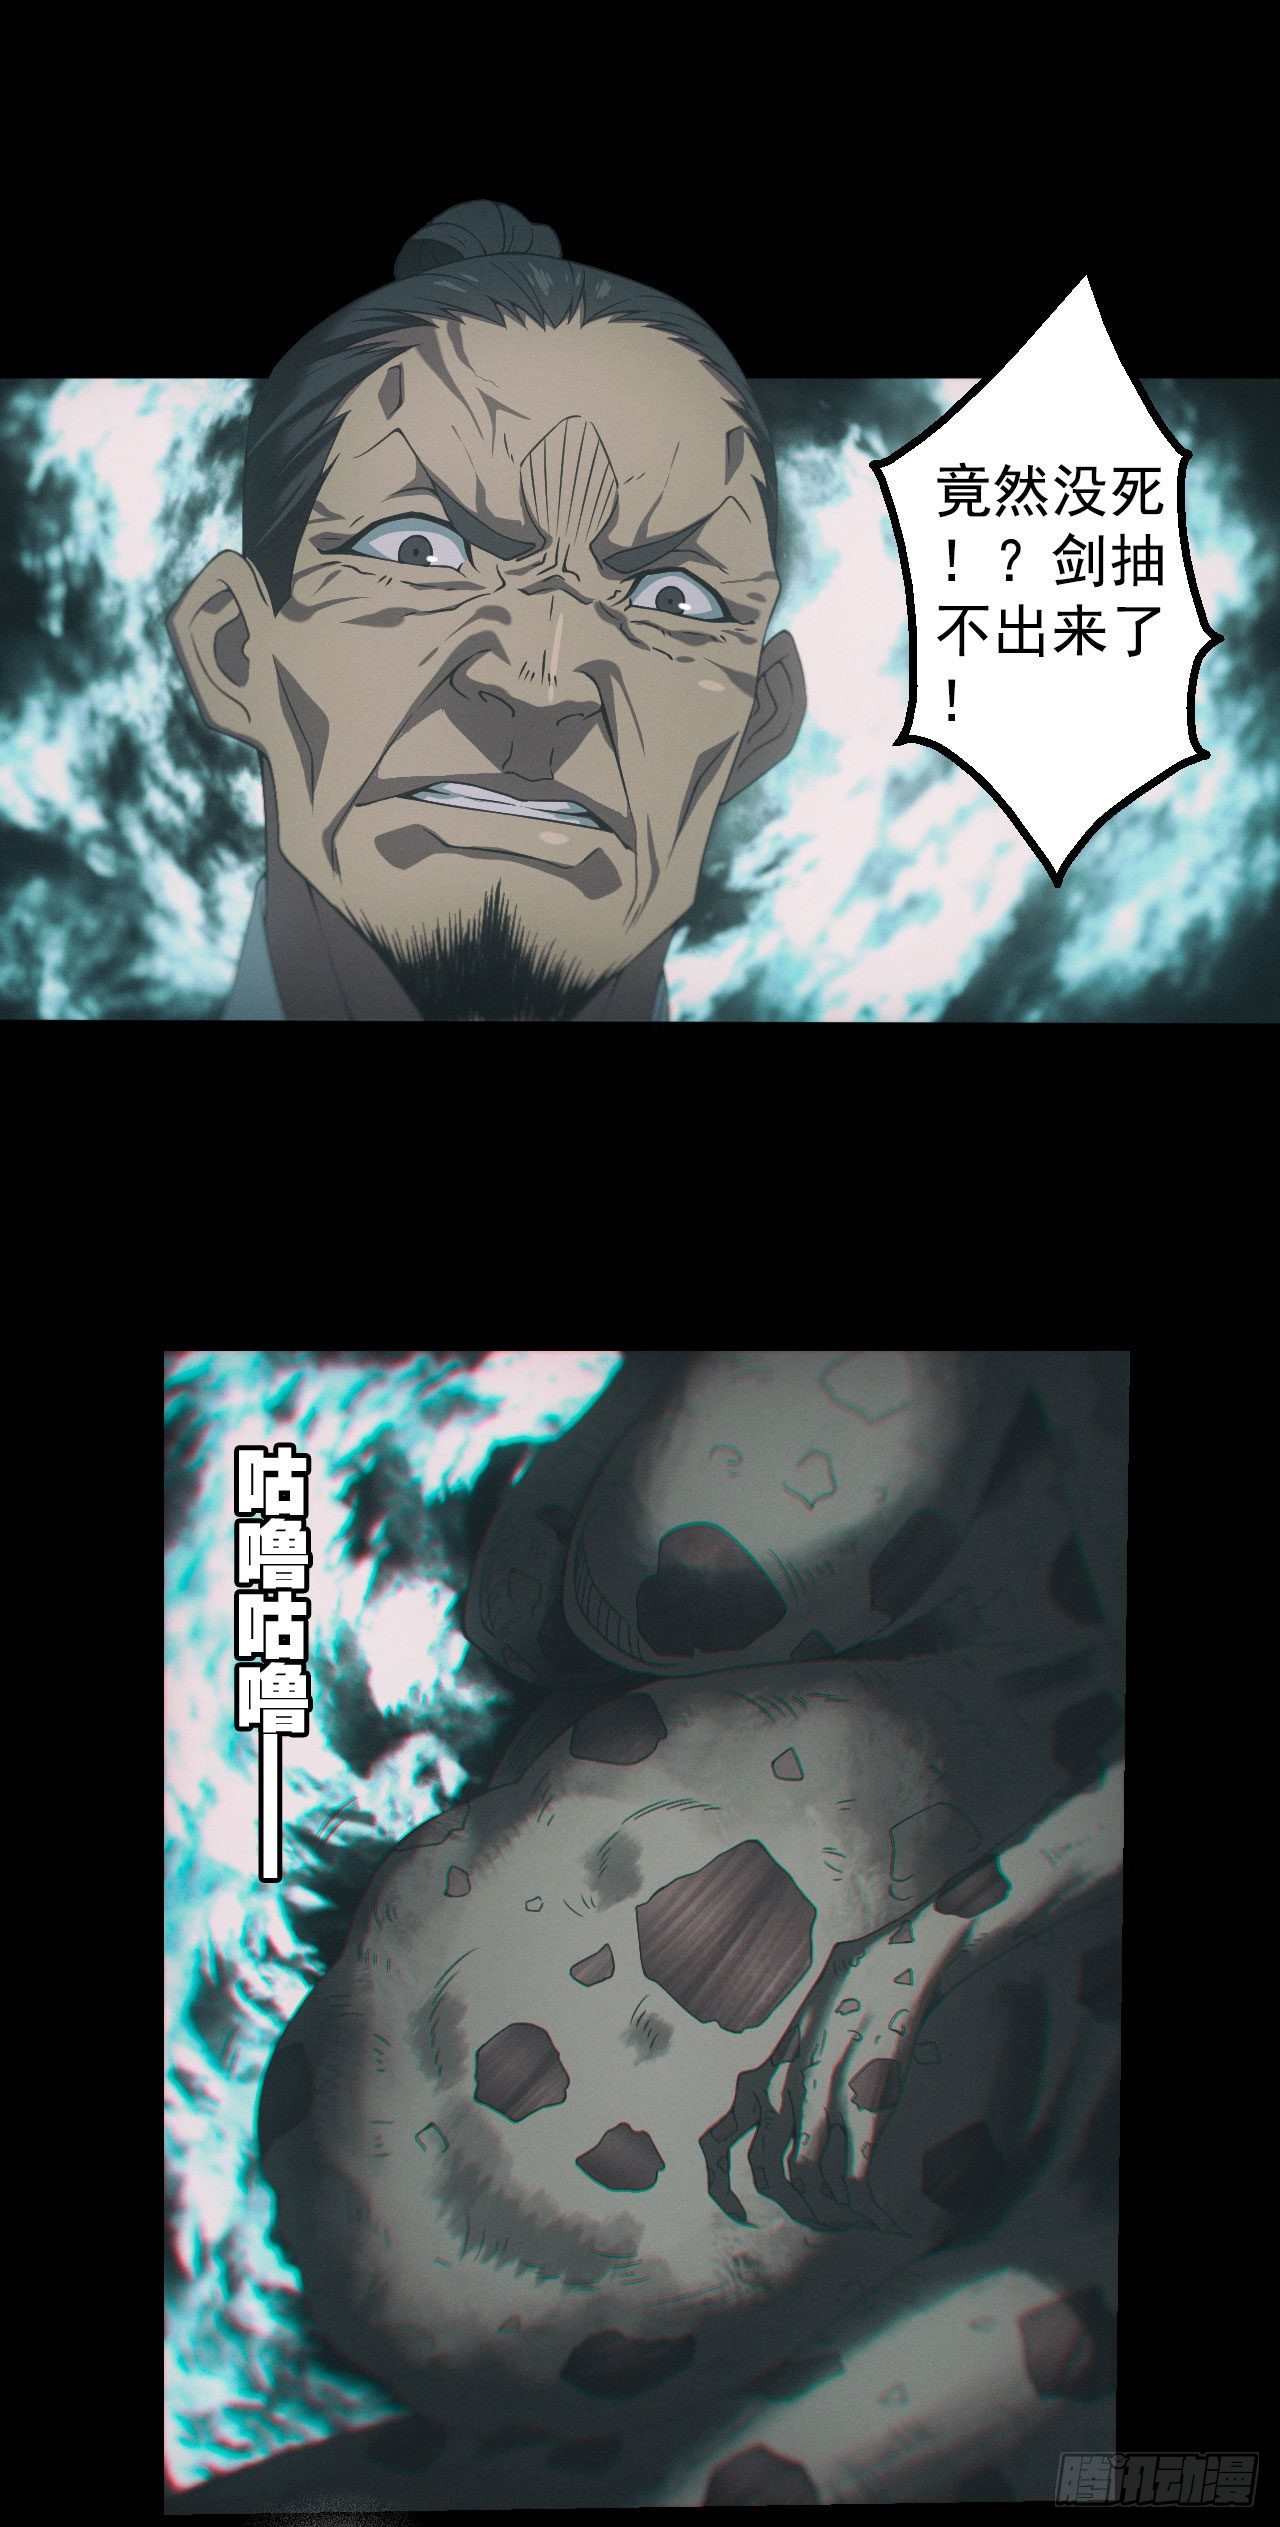 竟然没死
！？剑抽
不出来了
！
咕噜咕噜——
腾讯动漫